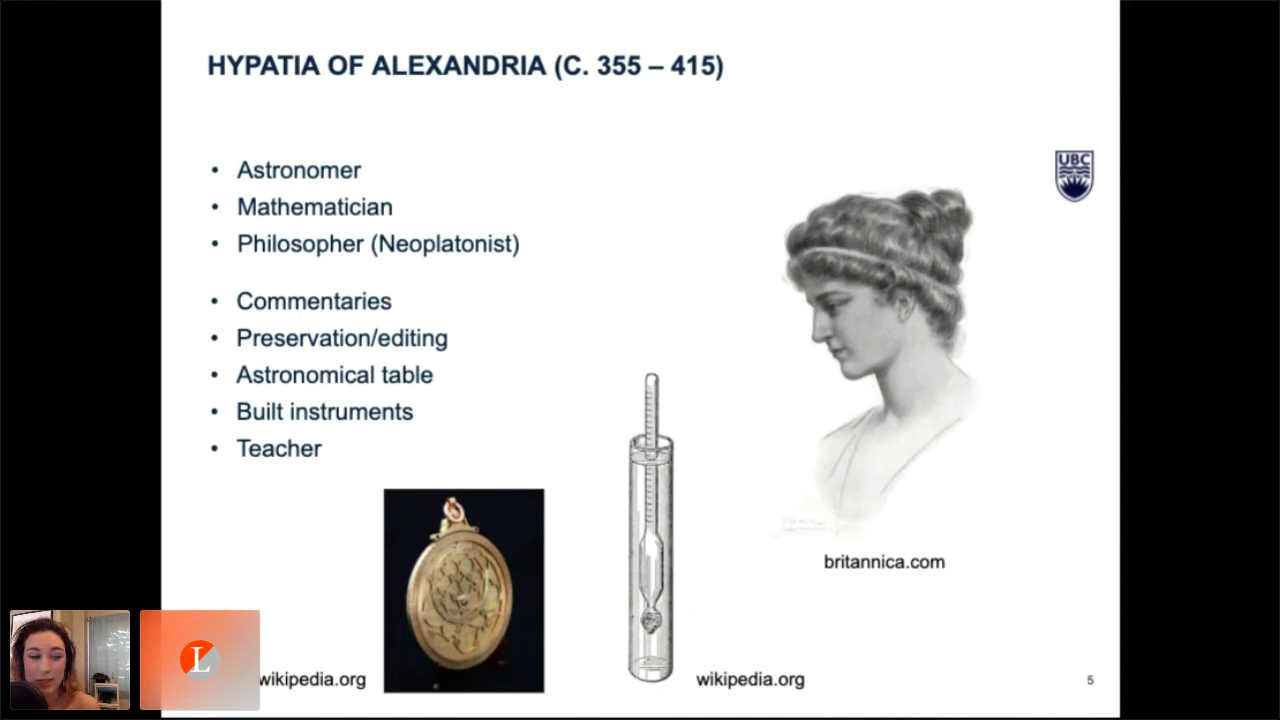 HYPATIA OF ALEXANDRIA (C. 355 – 415)
UBC
• Astronomer
• Mathematician
• Philosopher (Neoplatonist)
• Commentaries
• Preservation/editing
• Astronomical table
• Built instruments
• Teacher
britannica.com
L
wikipedia.org
wikipedia.org
5